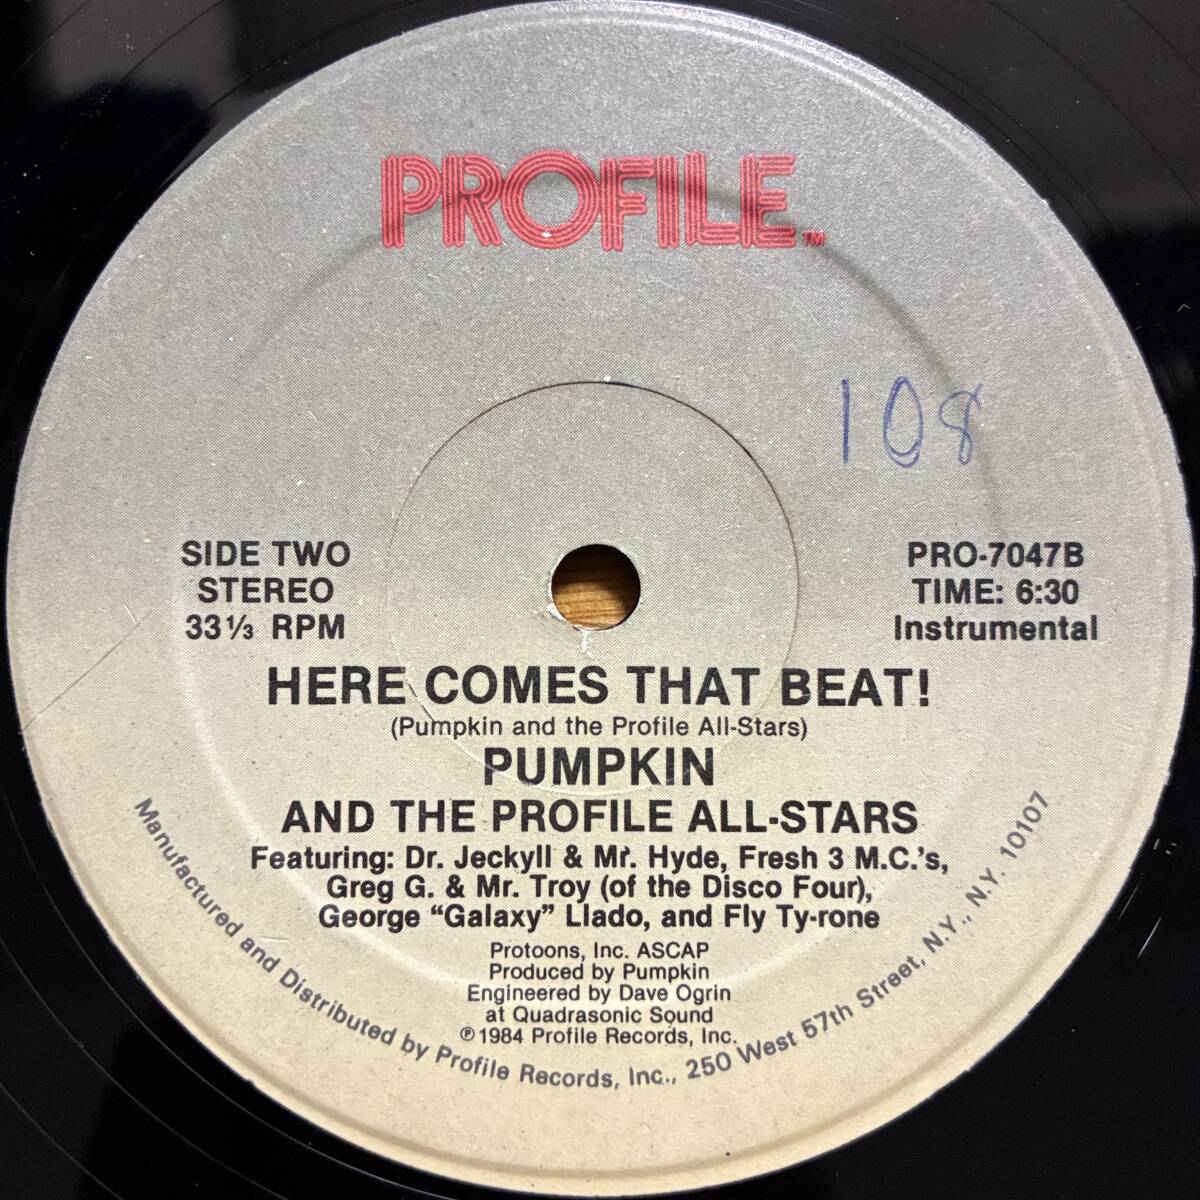 PROFILE™
108
SIDE TWO
STEREO
33⅓ RPM
PRO-7047B
TIME: 6:30
Instrumental
HERE COMES THAT BEAT!
(Pumpkin and the Profile All-Stars)
PUMPKIN
AND THE PROFILE ALL-STARS
Featuring: Dr. Jeckyll & Mr. Hyde, Fresh 3 M.C.'s,
Greg G. & Mr. Troy (of the Disco Four),
George “Galaxy” Llado, and Fly Ty-rone
Protoons, Inc. ASCAP
Produced by Pumpkin
Engineered by Dave Ogrin
at Quadrasonic Sound
℗1984 Profile Records, Inc.
Manufactured and Distributed by Profile Records, Inc., 250 West 57th Street, N.Y., N.Y. 10107